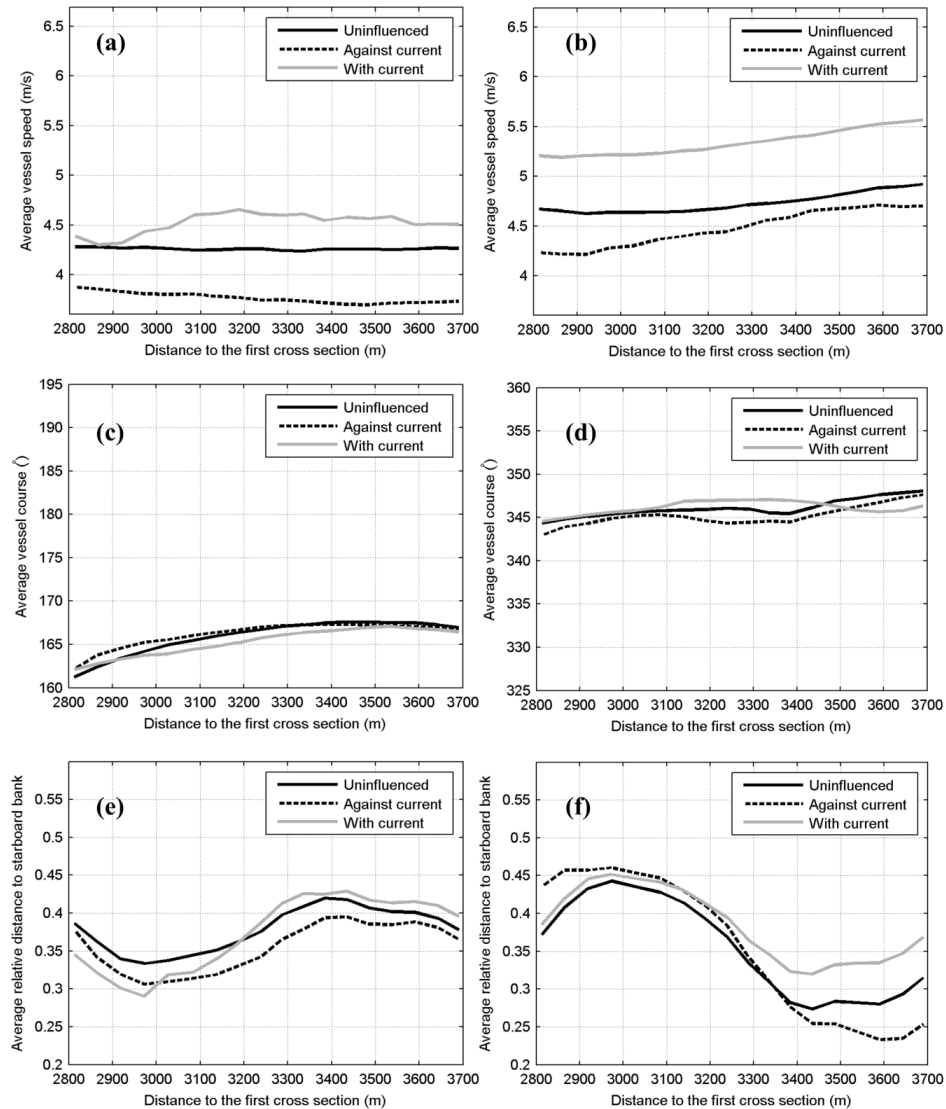 (a)
Uninfluenced
Against current
With current
Average vessel speed (m/s)
6.5
6
5.5
5
4.5
4
2800 2900 3000 3100 3200 3300 3400 3500 3600 3700
Distance to the first cross section (m)
(b)
Uninfluenced
Against current
With current
Average vessel speed (m/s)
6.5
6
5.5
5
4.5
4
2800 2900 3000 3100 3200 3300 3400 3500 3600 3700
Distance to the first cross section (m)
(c)
Uninfluenced
Against current
With current
Average vessel course (°)
195
190
185
180
175
170
165
160
2800 2900 3000 3100 3200 3300 3400 3500 3600 3700
Distance to the first cross section (m)
(d)
Uninfluenced
Against current
With current
Average vessel course (°)
360
355
350
345
340
335
330
325
2800 2900 3000 3100 3200 3300 3400 3500 3600 3700
Distance to the first cross section (m)
(e)
Uninfluenced
Against current
With current
Average relative distance to starboard bank
0.55
0.5
0.45
0.4
0.35
0.3
0.25
0.2
2800 2900 3000 3100 3200 3300 3400 3500 3600 3700
Distance to the first cross section (m)
(f)
Uninfluenced
Against current
With current
Average relative distance to starboard bank
0.55
0.5
0.45
0.4
0.35
0.3
0.25
0.2
2800 2900 3000 3100 3200 3300 3400 3500 3600 3700
Distance to the first cross section (m)